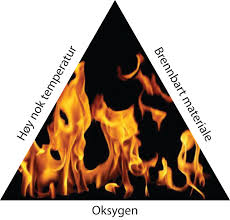 Høy nok temperatur
Brennbart materiale
Oksygen